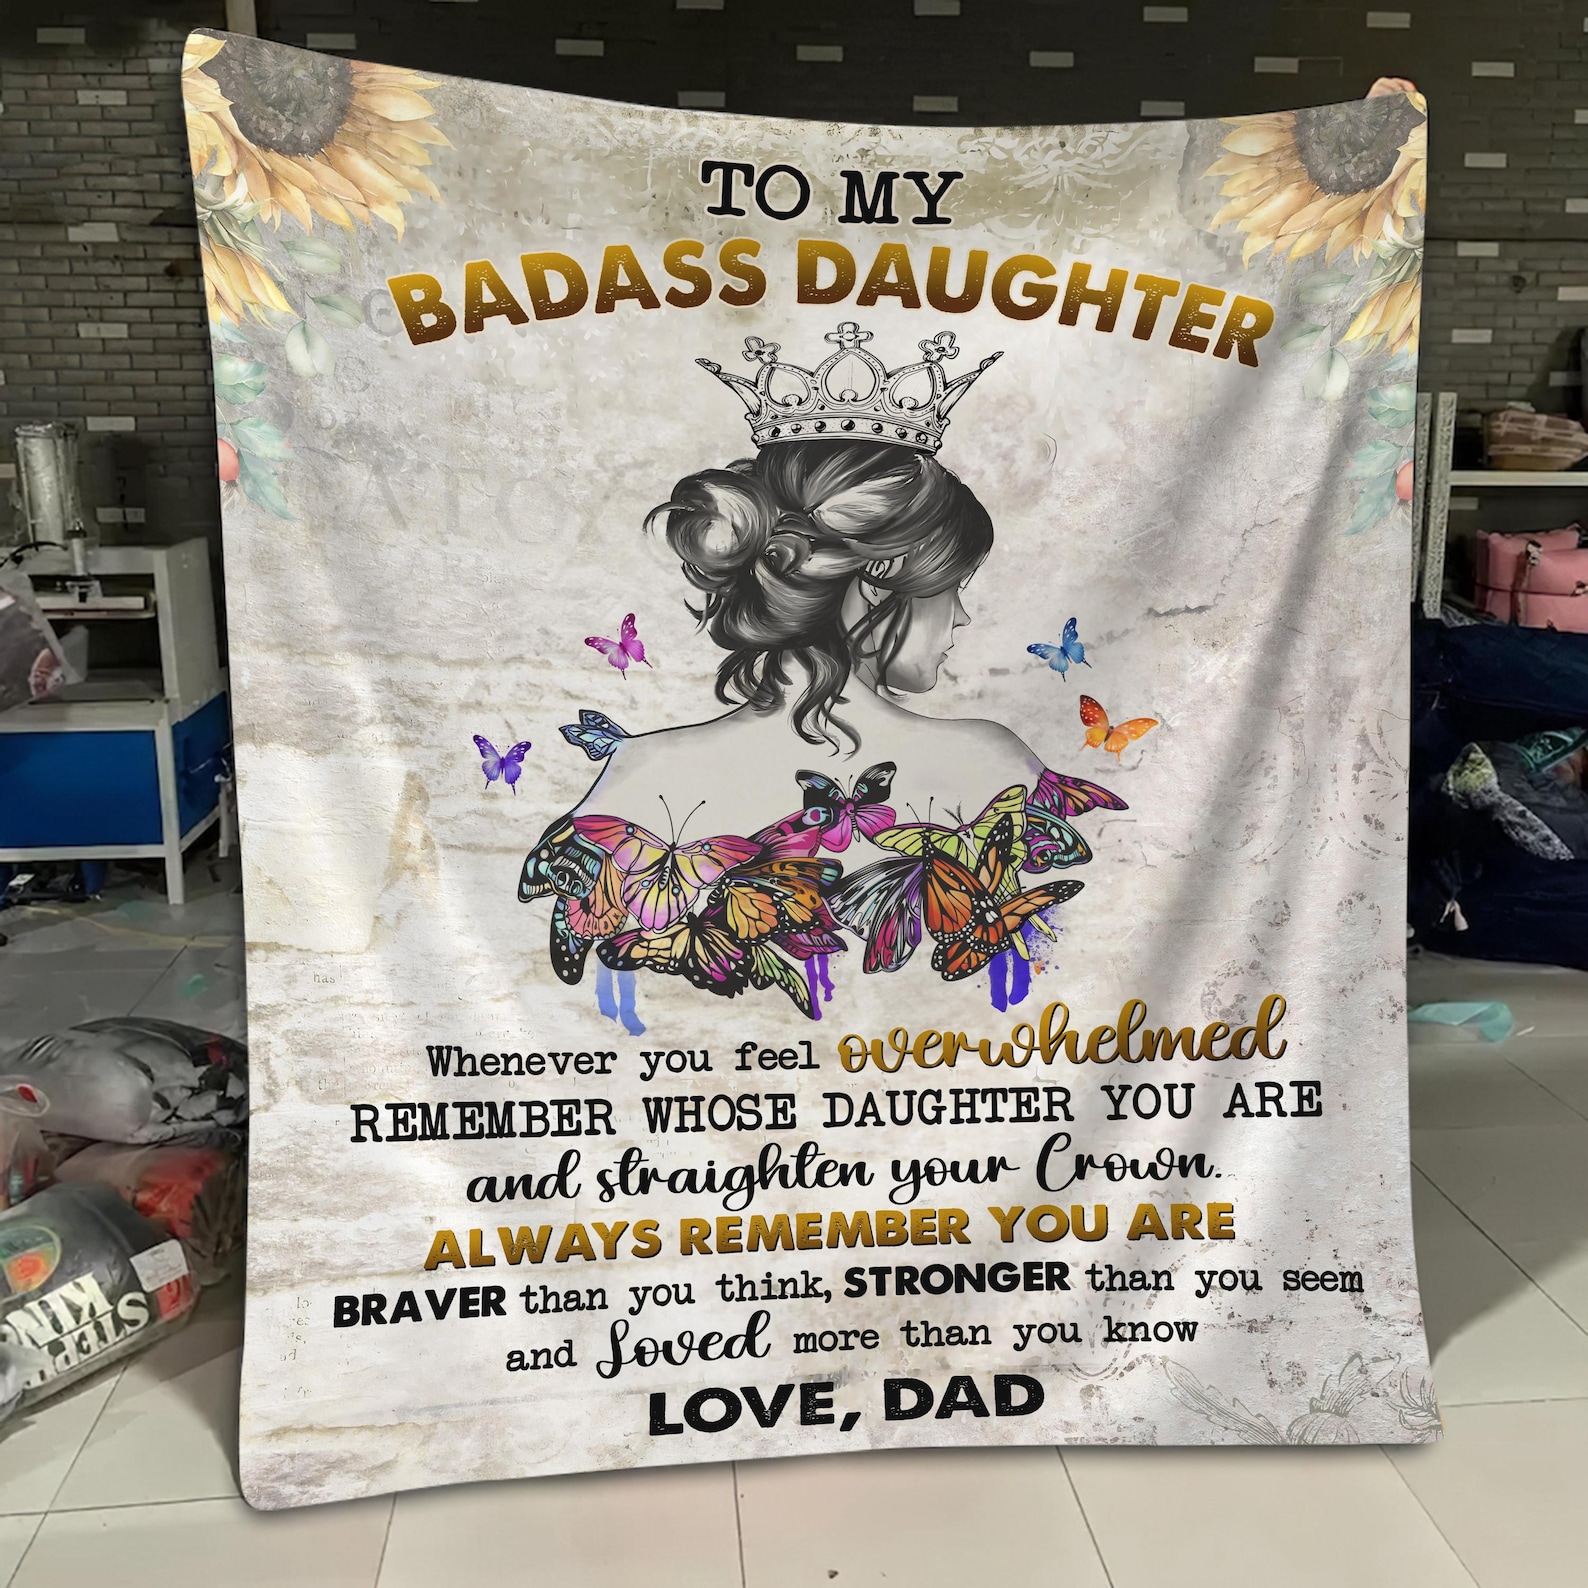 TO MY
BADASS DAUGHTER
Whenever you feel overwhelmed
REMEMBER WHOSE DAUGHTER YOU ARE
and straighten your Crown.
ALWAYS REMEMBER YOU ARE
BRAVER than you think, STRONGER than you seem
and Loved more than you know
LOVE, DAD
has